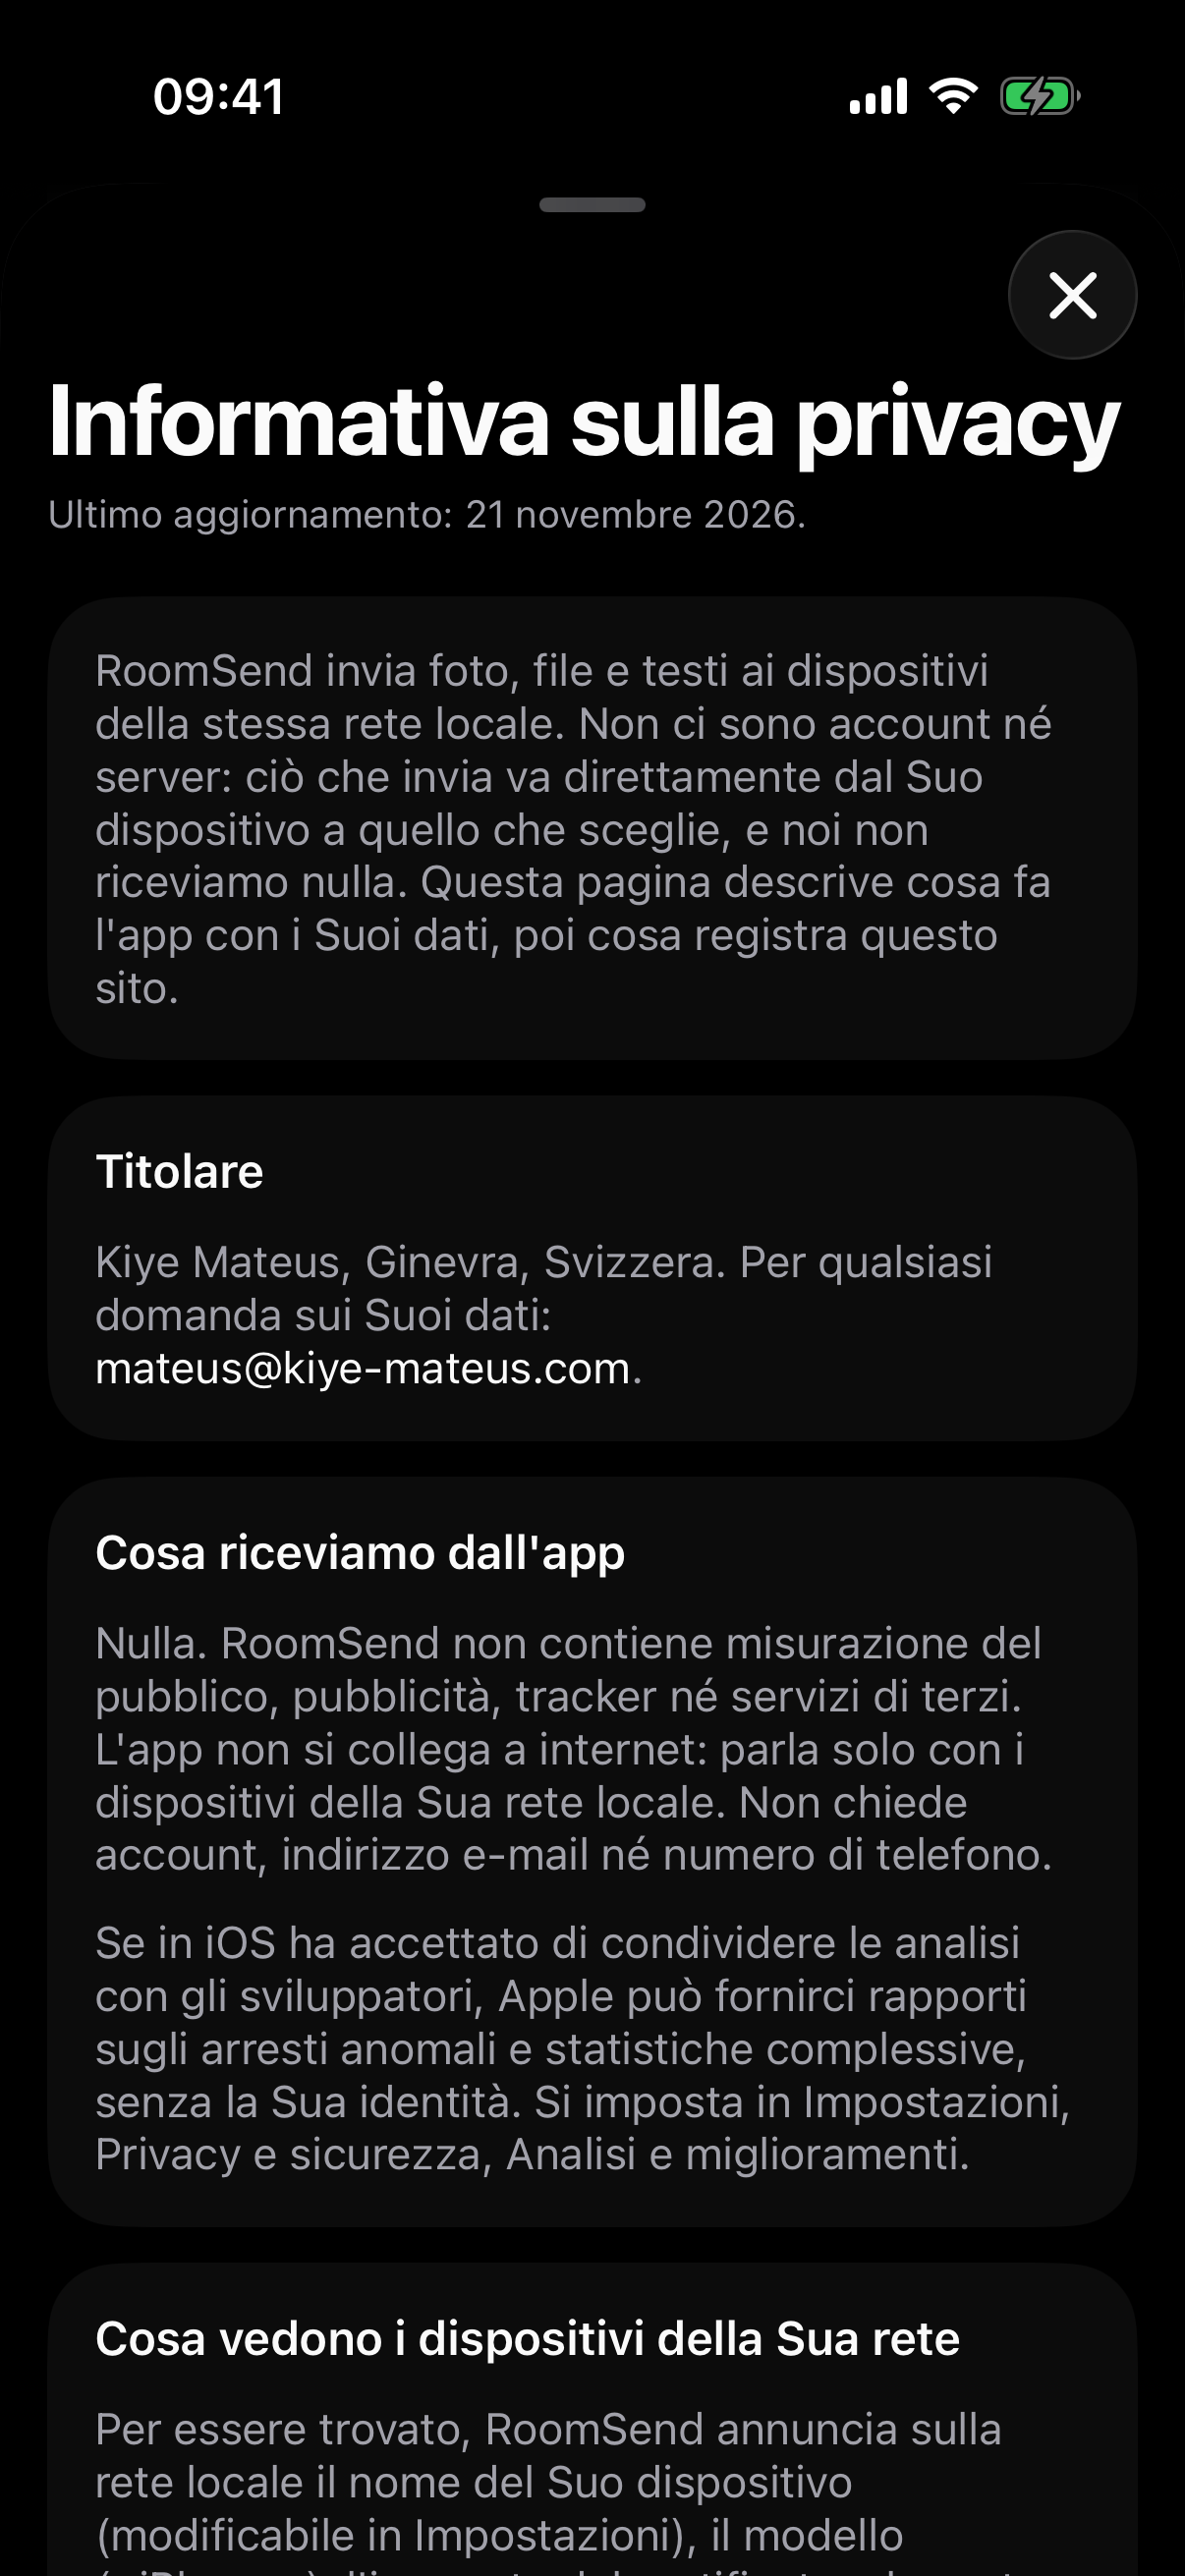 09:41
Informativa sulla privacy
Ultimo aggiornamento: 21 novembre 2026.
RoomSend invia foto, file e testi ai dispositivi
della stessa rete locale. Non ci sono account né
server: ciò che invia va direttamente dal Suo
dispositivo a quello che sceglie, e noi non
riceviamo nulla. Questa pagina descrive cosa fa
l'app con i Suoi dati, poi cosa registra questo
sito.
Titolare
Kiye Mateus, Ginevra, Svizzera. Per qualsiasi
domanda sui Suoi dati:
mateus@kiye-mateus.com.
Cosa riceviamo dall'app
Nulla. RoomSend non contiene misurazione del
pubblico, pubblicità, tracker né servizi di terzi.
L'app non si collega a internet: parla solo con i
dispositivi della Sua rete locale. Non chiede
account, indirizzo e-mail né numero di telefono.
Se in iOS ha accettato di condividere le analisi
con gli sviluppatori, Apple può fornirci rapporti
sugli arresti anomali e statistiche complessive,
senza la Sua identità. Si imposta in Impostazioni,
Privacy e sicurezza, Analisi e miglioramenti.
Cosa vedono i dispositivi della Sua rete
Per essere trovato, RoomSend annuncia sulla
rete locale il nome del Suo dispositivo
(modificabile in Impostazioni), il modello